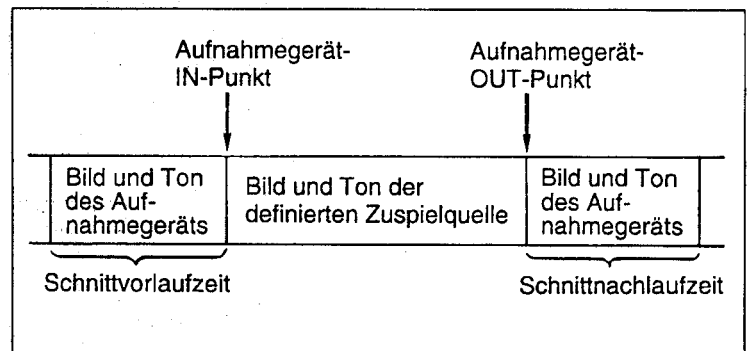 Aufnahmegerät-
IN-Punkt
Aufnahmegerät-
OUT-Punkt
Bild und Ton
des Auf-
nahmegeräts
Bild und Ton der
definierten Zuspielquelle
Bild und Ton
des Auf-
nahmegeräts
Schnittvorlaufzeit
Schnittnachlaufzeit